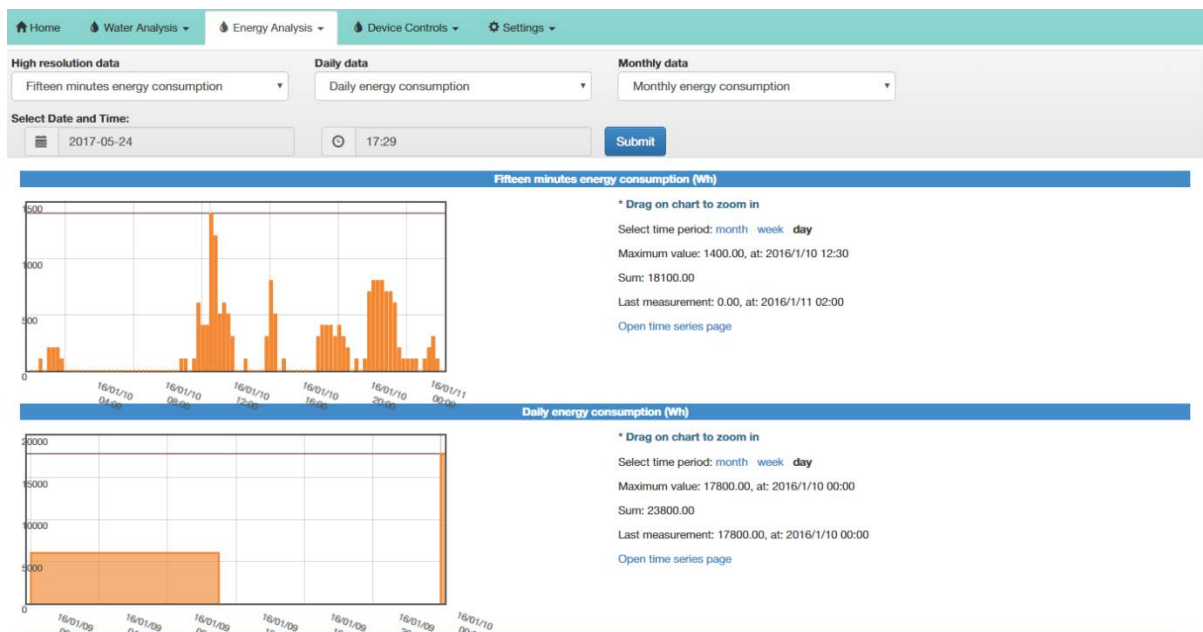 Home Water Analysis Energy Analysis Device Controls Settings
High resolution data Daily data Monthly data
Fifteen minutes energy consumption Daily energy consumption Monthly energy consumption
Select Date and Time:
2017-05-24 17:29 Submit
Fifteen minutes energy consumption (Wh)
1500
1000
500
0
16/01/10 04:00
16/01/10 08:00
16/01/10 12:00
16/01/10 16:00
16/01/10 20:00
16/01/11 00:00
* Drag on chart to zoom in
Select time period: month week day
Maximum value: 1400.00, at: 2016/1/10 12:30
Sum: 18100.00
Last measurement: 0.00, at: 2016/1/11 02:00
Open time series page
Daily energy consumption (Wh)
20000
15000
10000
5000
0
16/01/09
16/01/09
16/01/09
16/01/09
16/01/09
16/01/09
16/01/10
* Drag on chart to zoom in
Select time period: month week day
Maximum value: 17800.00, at: 2016/1/10 00:00
Sum: 23800.00
Last measurement: 17800.00, at: 2016/1/10 00:00
Open time series page